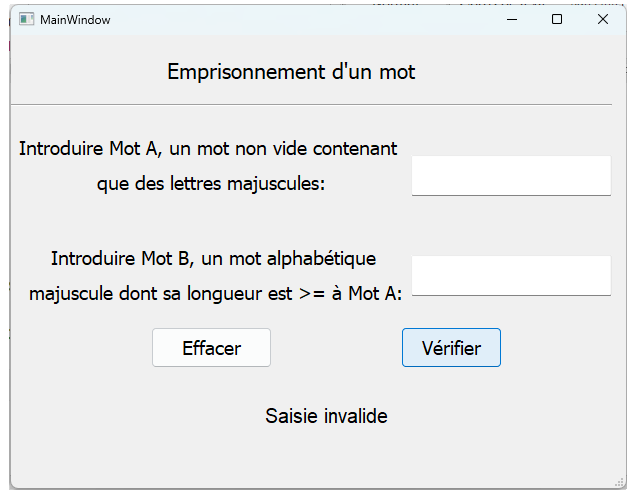 MainWindow
Emprisonnement d'un mot
Introduire Mot A, un mot non vide contenant
que des lettres majuscules:
Introduire Mot B, un mot alphabétique
majuscule dont sa longueur est >= à Mot A:
Effacer
Vérifier
Saisie invalide